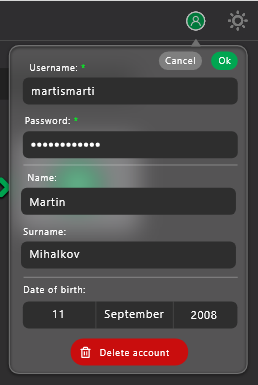 Cancel Ok
Username: *
martismarti
Password: *
••••••••••••
Name:
Martin
Surname:
Mihalkov
Date of birth:
11 September 2008
Delete account